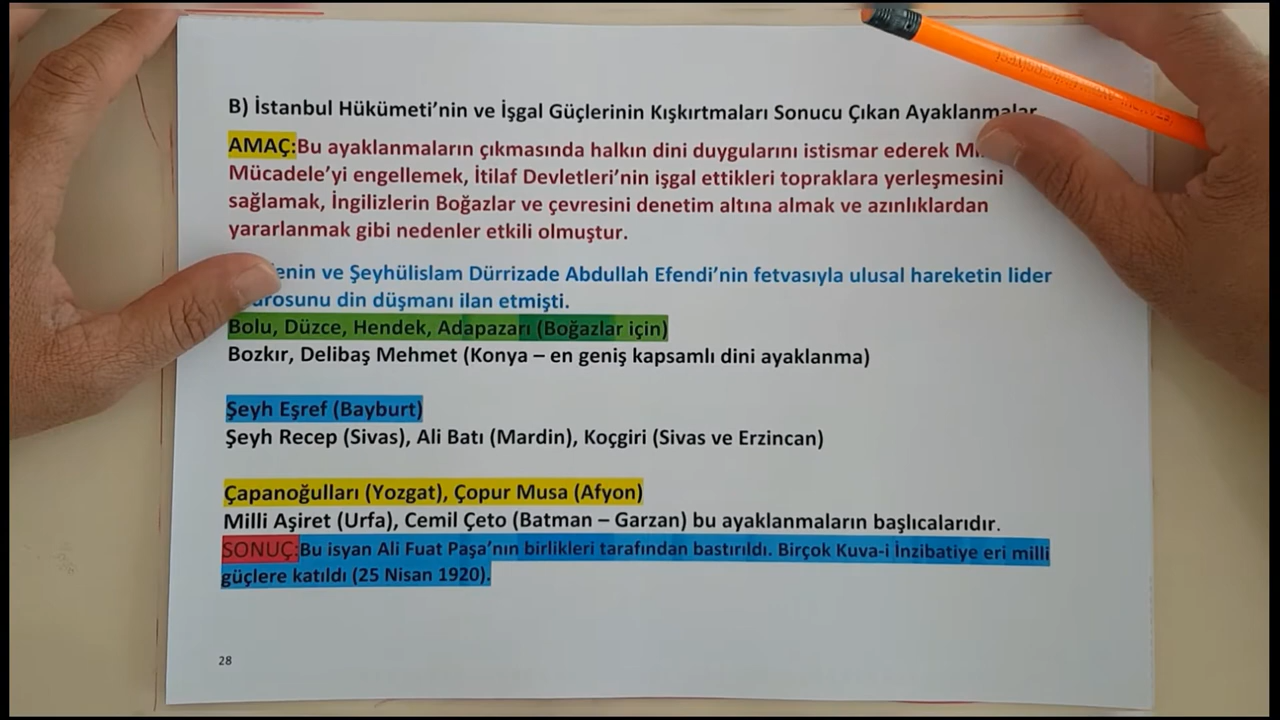 B) İstanbul Hükümeti’nin ve İşgal Güçlerinin Kışkırtmaları Sonucu Çıkan Ayaklanmalar
AMAÇ:Bu ayaklanmaların çıkmasında halkın dini duygularını istismar ederek
Mücadele’yi engellemek, İtilaf Devletleri’nin işgal ettikleri topraklara yerleşmesini
sağlamak, İngilizlerin Boğazlar ve çevresini denetim altına almak ve azınlıklardan
yararlanmak gibi nedenler etkili olmuştur.
ve Şeyhülislam Dürrizade Abdullah Efendi’nin fetvasıyla ulusal hareketin lider
din düşmanı ilan etmişti.
Bolu, Düzce, Hendek, Adapazarı (Boğazlar için)
Bozkır, Delibaş Mehmet (Konya – en geniş kapsamlı dini ayaklanma)
Şeyh Eşref (Bayburt)
Şeyh Recep (Sivas), Ali Batı (Mardin), Koçgiri (Sivas ve Erzincan)
Çapanoğulları (Yozgat), Çopur Musa (Afyon)
Milli Aşiret (Urfa), Cemil Çeto (Batman – Garzan) bu ayaklanmaların başlıcalarıdır.
SONUÇ:Bu isyan Ali Fuat Paşa’nın birlikleri tarafından bastırıldı. Birçok Kuva-i İnzibatiye eri milli
güçlere katıldı (25 Nisan 1920).
28